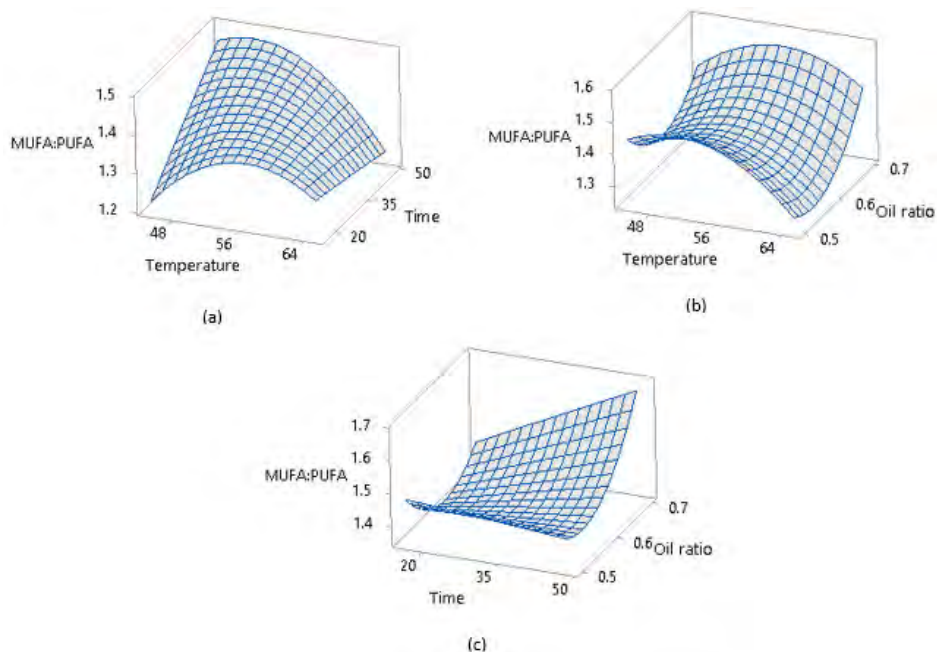 1.5
1.4
MUFA:PUFA
1.3
1.2
50
35
Time
20
48
56
64
Temperature
(a)
1.6
1.5
MUFA:PUFA
1.4
1.3
0.7
0.6
Oil ratio
0.5
48
56
64
Temperature
(b)
1.7
1.6
MUFA:PUFA
1.5
1.4
0.7
0.6
Oil ratio
0.5
20
35
50
Time
(c)